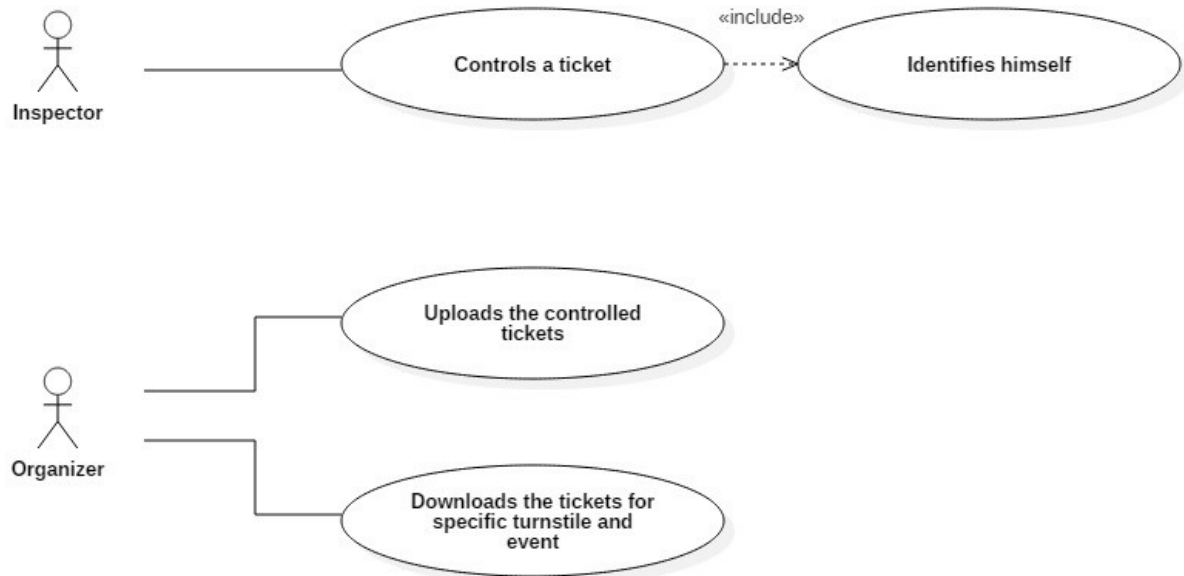 «include»
Controls a ticket
Identifies himself
Inspector
Uploads the controlled
tickets
Organizer
Downloads the tickets for
specific turnstile and
event